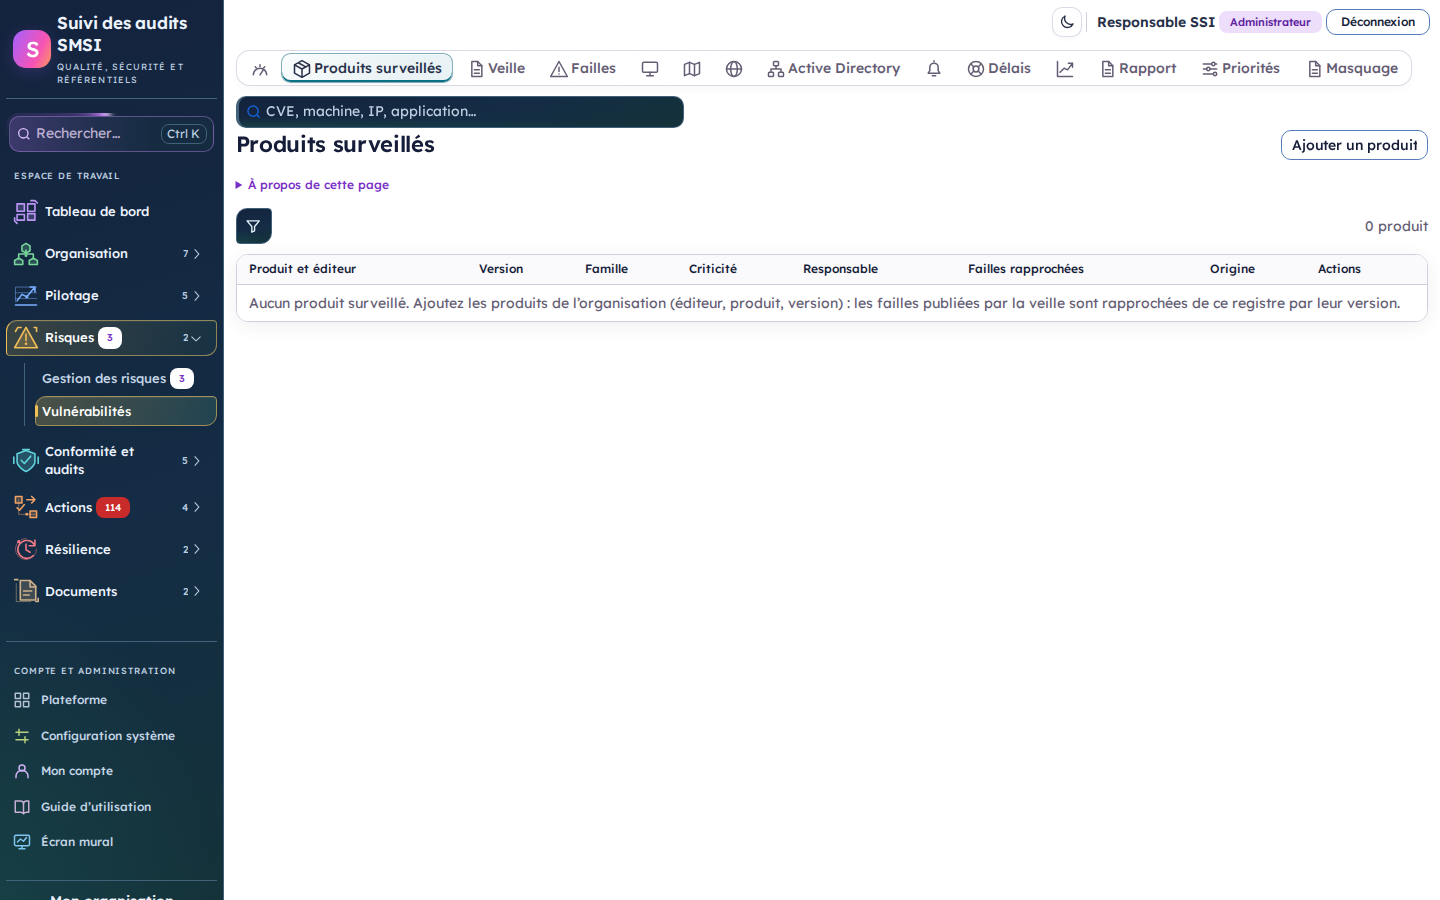 S
Suivi des audits
SMSI
QUALITÉ, SÉCURITÉ ET
RÉFÉRENTIELS
Rechercher…
Ctrl K
ESPACE DE TRAVAIL
Tableau de bord
Organisation
7
Pilotage
5
Risques
3
2
Gestion des risques
3
Vulnérabilités
Conformité et
audits
5
Actions
114
4
Résilience
2
Documents
2
COMPTE ET ADMINISTRATION
Plateforme
Configuration système
Mon compte
Guide d'utilisation
Écran mural
Responsable SSI
Administrateur
Déconnexion
Produits surveillés
Veille
Failles
Active Directory
Délais
Rapport
Priorités
Masquage
CVE, machine, IP, application…
Produits surveillés
Ajouter un produit
À propos de cette page
0 produit
Produit et éditeur
Version
Famille
Criticité
Responsable
Failles rapprochées
Origine
Actions
Aucun produit surveillé. Ajoutez les produits de l'organisation (éditeur, produit, version) : les failles publiées par la veille sont rapprochées de ce registre par leur version.